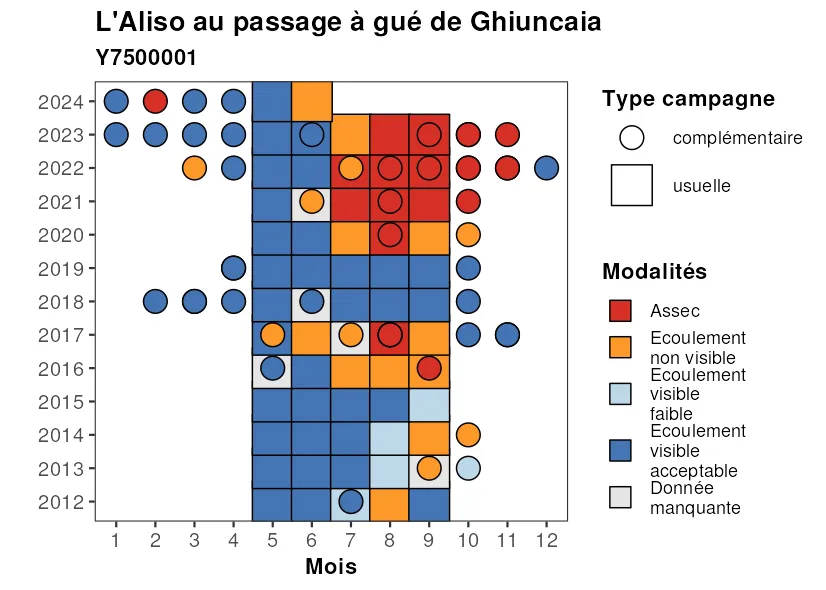 L'Aliso au passage à gué de Ghiuncaia
Y7500001
2024
2023
2022
2021
2020
2019
2018
2017
2016
2015
2014
2013
2012
1 2 3 4 5 6 7 8 9 10 11 12
Mois
Type campagne
complémentaire
usuelle
Modalités
Assec
Ecoulement
non visible
Ecoulement
visible
faible
Ecoulement
visible
acceptable
Donnée
manquante